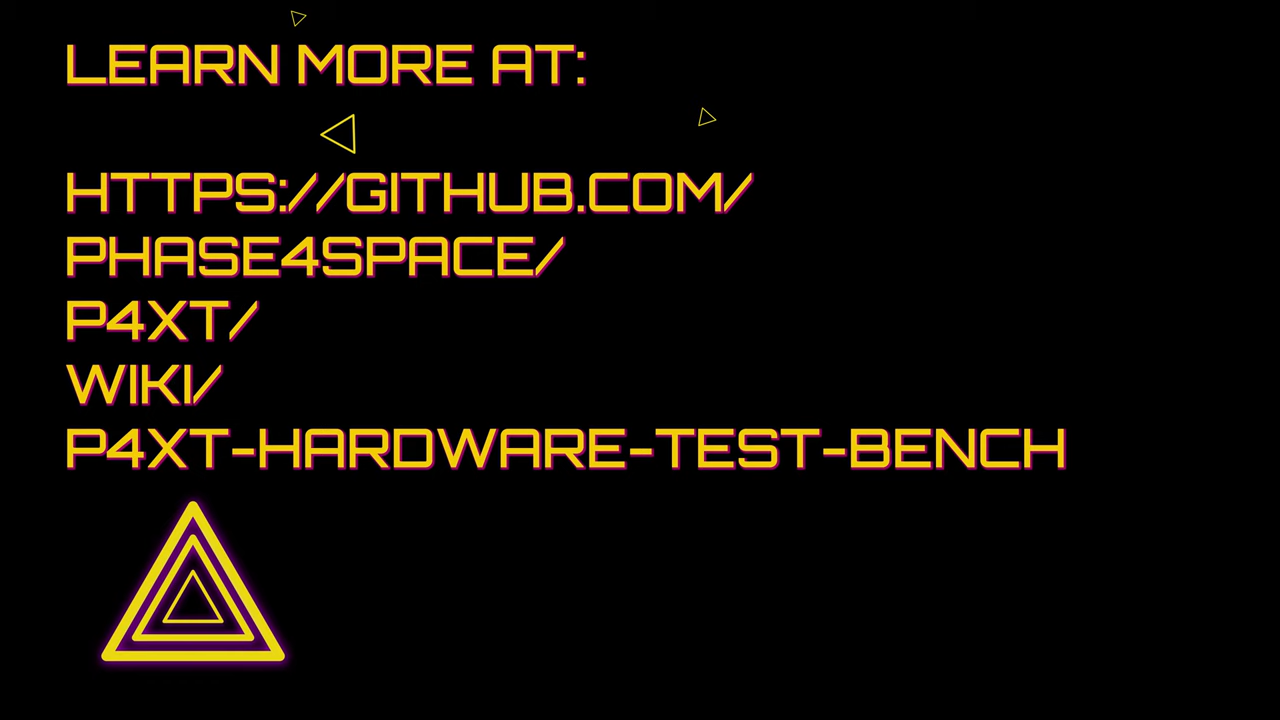 LEARN MORE AT:
HTTPS://GITHUB.COM/
PHASE4SPACE/
P4XT/
WIKI/
P4XT-HARDWARE-TEST-BENCH